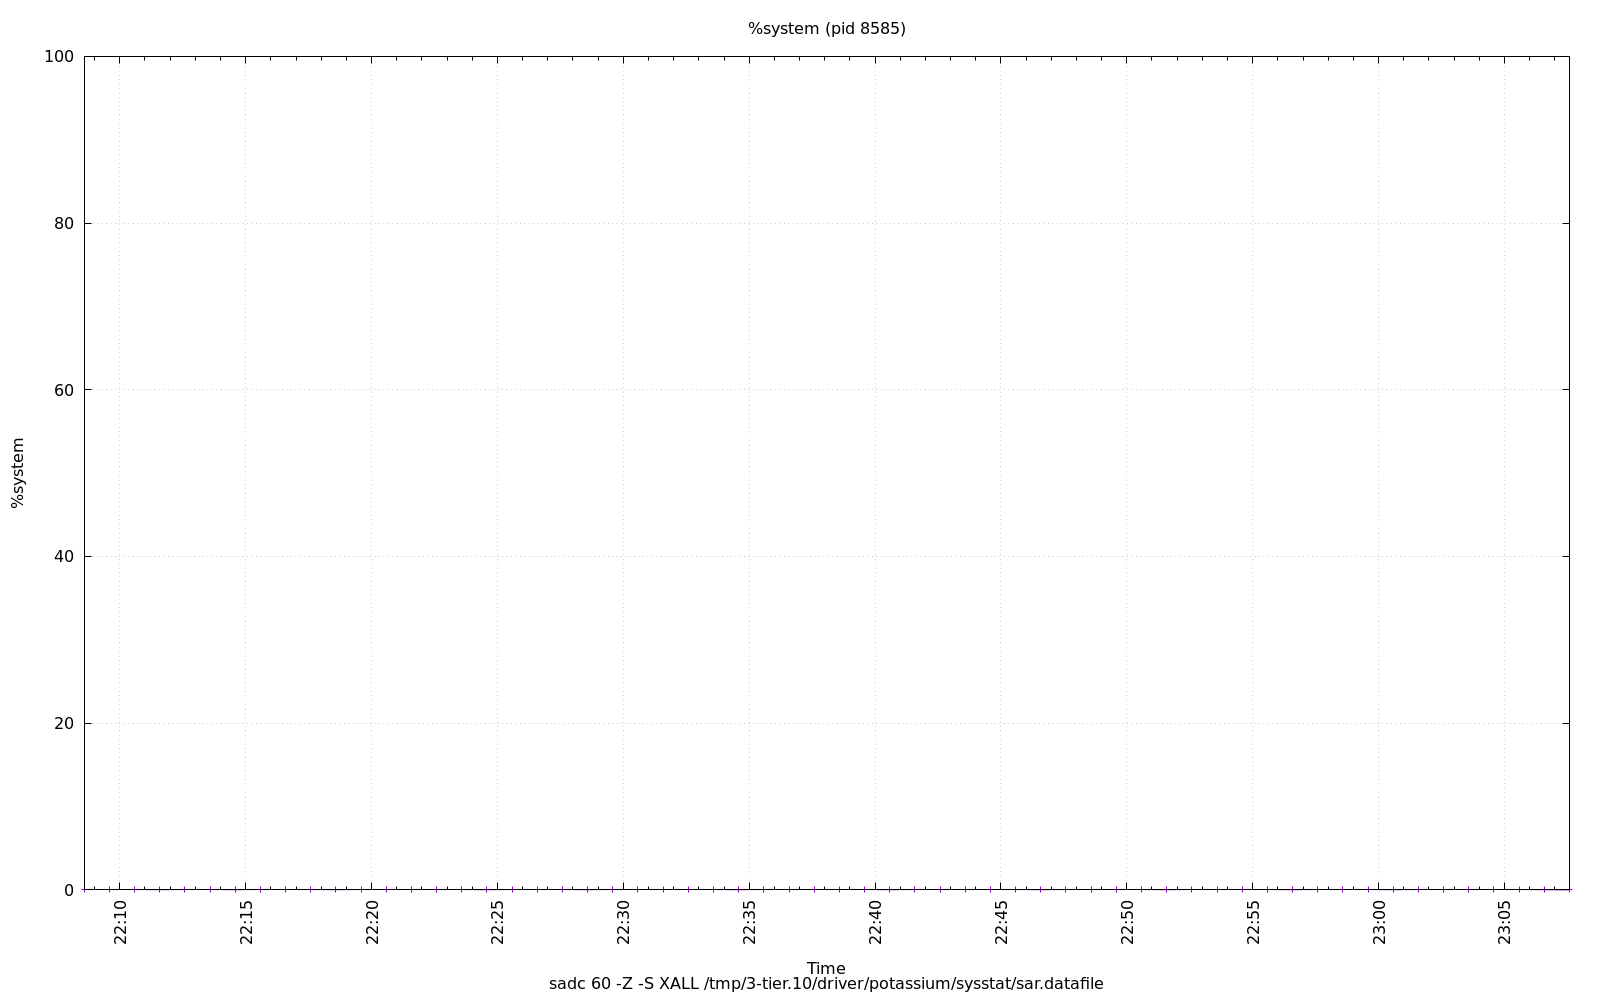 %system (pid 8585)
100
80
60
40
20
0
%system
22:10 22:15 22:20 22:25 22:30 22:35 22:40 22:45 22:50 22:55 23:00 23:05
Time
sadc 60 -Z -S XALL /tmp/3-tier.10/driver/potassium/sysstat/sar.datafile